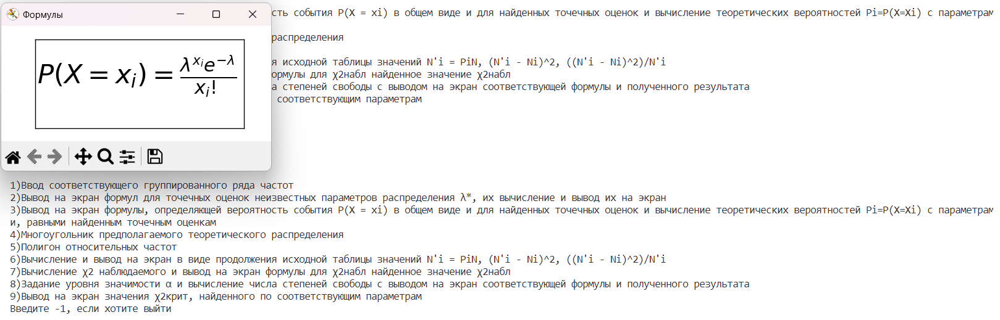 Формулы
P(X = xᵢ) = λ^xᵢ e^−λ / xᵢ!
сть события P(X = xi) в общем виде и для найденных точечных оценок и вычисление теоретических вероятностей Pi=P(X=Xi) с параметрам
распределения
я исходной таблицы значений N'i = PiN, (N'i - Ni)^2, ((N'i - Ni)^2)/N'i
ормулы для χ2набл найденное значение χ2набл
а степеней свободы с выводом на экран соответствующей формулы и полученного результата
соответствующим параметрам
1)Ввод соответствующего группированного ряда частот
2)Вывод на экран формул для точечных оценок неизвестных параметров распределения λ*, их вычисление и вывод их на экран
3)Вывод на экран формулы, определяющей вероятность события P(X = xi) в общем виде и для найденных точечных оценок и вычисление теоретических вероятностей Pi=P(X=Xi) с параметрам
и, равными найденным точечным оценкам
4)Многоугольник предполагаемого теоретического распределения
5)Полигон относительных частот
6)Вычисление и вывод на экран в виде продолжения исходной таблицы значений N'i = PiN, (N'i - Ni)^2, ((N'i - Ni)^2)/N'i
7)Вычисление χ2 наблюдаемого и вывод на экран формулы для χ2набл найденное значение χ2набл
8)Задание уровня значимости α и вычисление числа степеней свободы с выводом на экран соответствующей формулы и полученного результата
9)Вывод на экран значения χ2крит, найденного по соответствующим параметрам
Введите -1, если хотите выйти